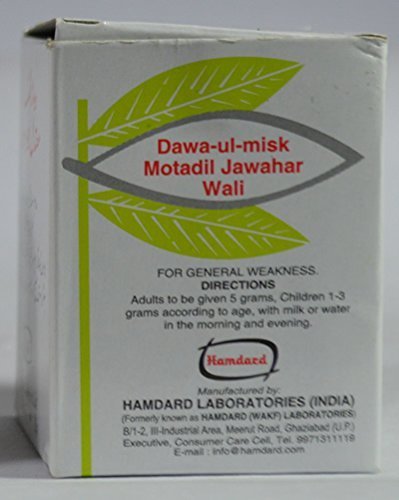 Dawa-ul-misk
Motadil Jawahar
Wali
FOR GENERAL WEAKNESS.
DIRECTIONS
Adults to be given 5 grams, Children 1-3
grams according to age, with milk or water
in the morning and evening.
Hamdard
Manufactured by:
HAMDARD LABORATORIES (INDIA)
(Formerly known as HAMDARD (WAKF) LABORATORIES)
B/1-2, III-Industrial Area, Meerut Road, Ghaziabad (U.P.)
Executive, Consumer Care Cell, Tel. 9971311119
E-mail : info@hamdard.com